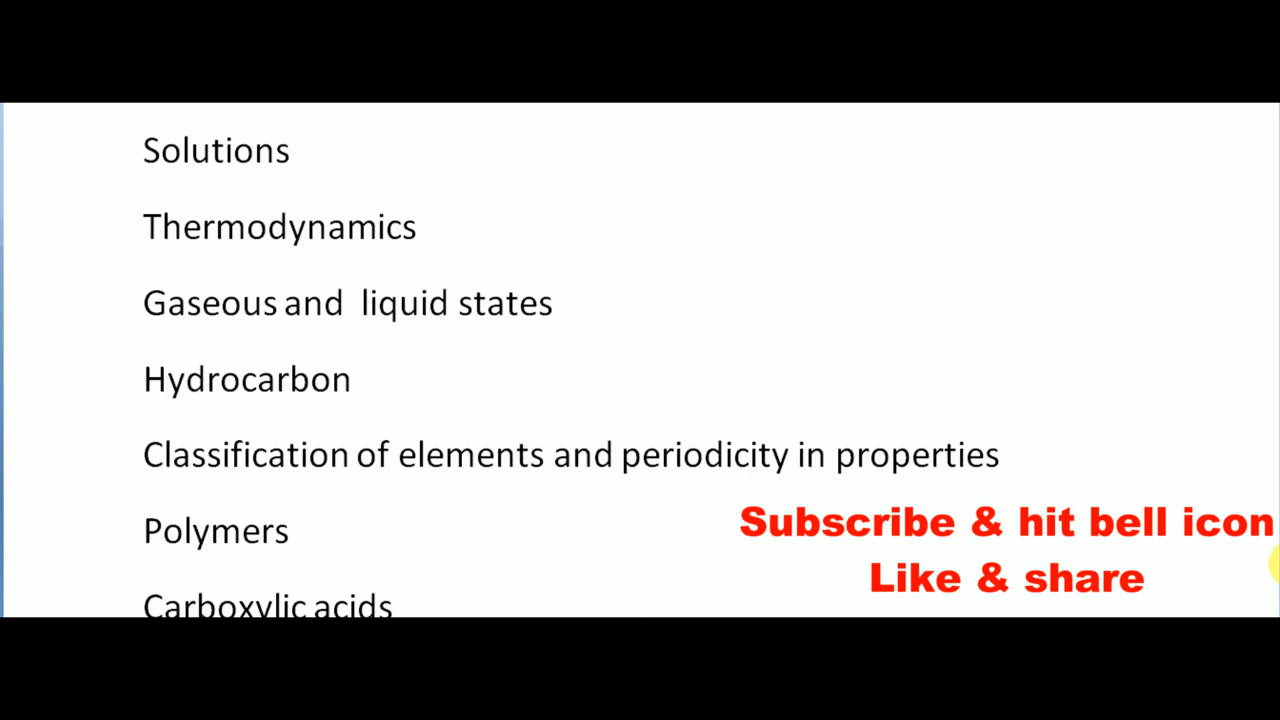 Solutions
Thermodynamics
Gaseous and liquid states
Hydrocarbon
Classification of elements and periodicity in properties
Polymers
Subscribe & hit bell icon
Like & share
Carboxylic acids